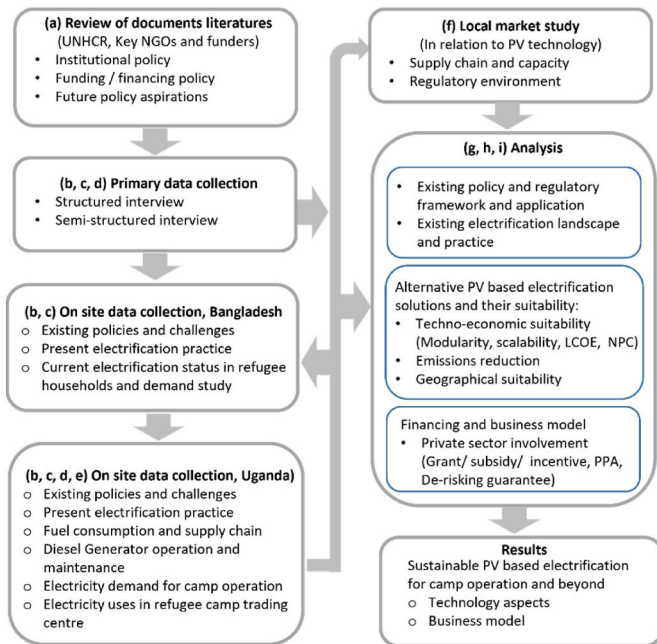 (a) Review of documents literatures
(UNHCR, Key NGOs and funders)
• Institutional policy
• Funding / financing policy
• Future policy aspirations
(b, c, d) Primary data collection
• Structured interview
• Semi-structured interview
(b, c) On site data collection, Bangladesh
o Existing policies and challenges
o Present electrification practice
o Current electrification status in refugee
households and demand study
(b, c, d, e) On site data collection, Uganda)
o Existing policies and challenges
o Present electrification practice
o Fuel consumption and supply chain
o Diesel Generator operation and
maintenance
o Electricity demand for camp operation
o Electricity uses in refugee camp trading
centre
(f) Local market study
(In relation to PV technology)
• Supply chain and capacity
• Regulatory environment
(g, h, i) Analysis
• Existing policy and regulatory
framework and application
• Existing electrification landscape
and practice
Alternative PV based electrification
solutions and their suitability:
• Techno-economic suitability
(Modularity, scalability, LCOE, NPC)
• Emissions reduction
• Geographical suitability
Financing and business model
• Private sector involvement
(Grant/ subsidy/ incentive, PPA,
De-risking guarantee)
Results
Sustainable PV based electrification
for camp operation and beyond
o Technology aspects
o Business model